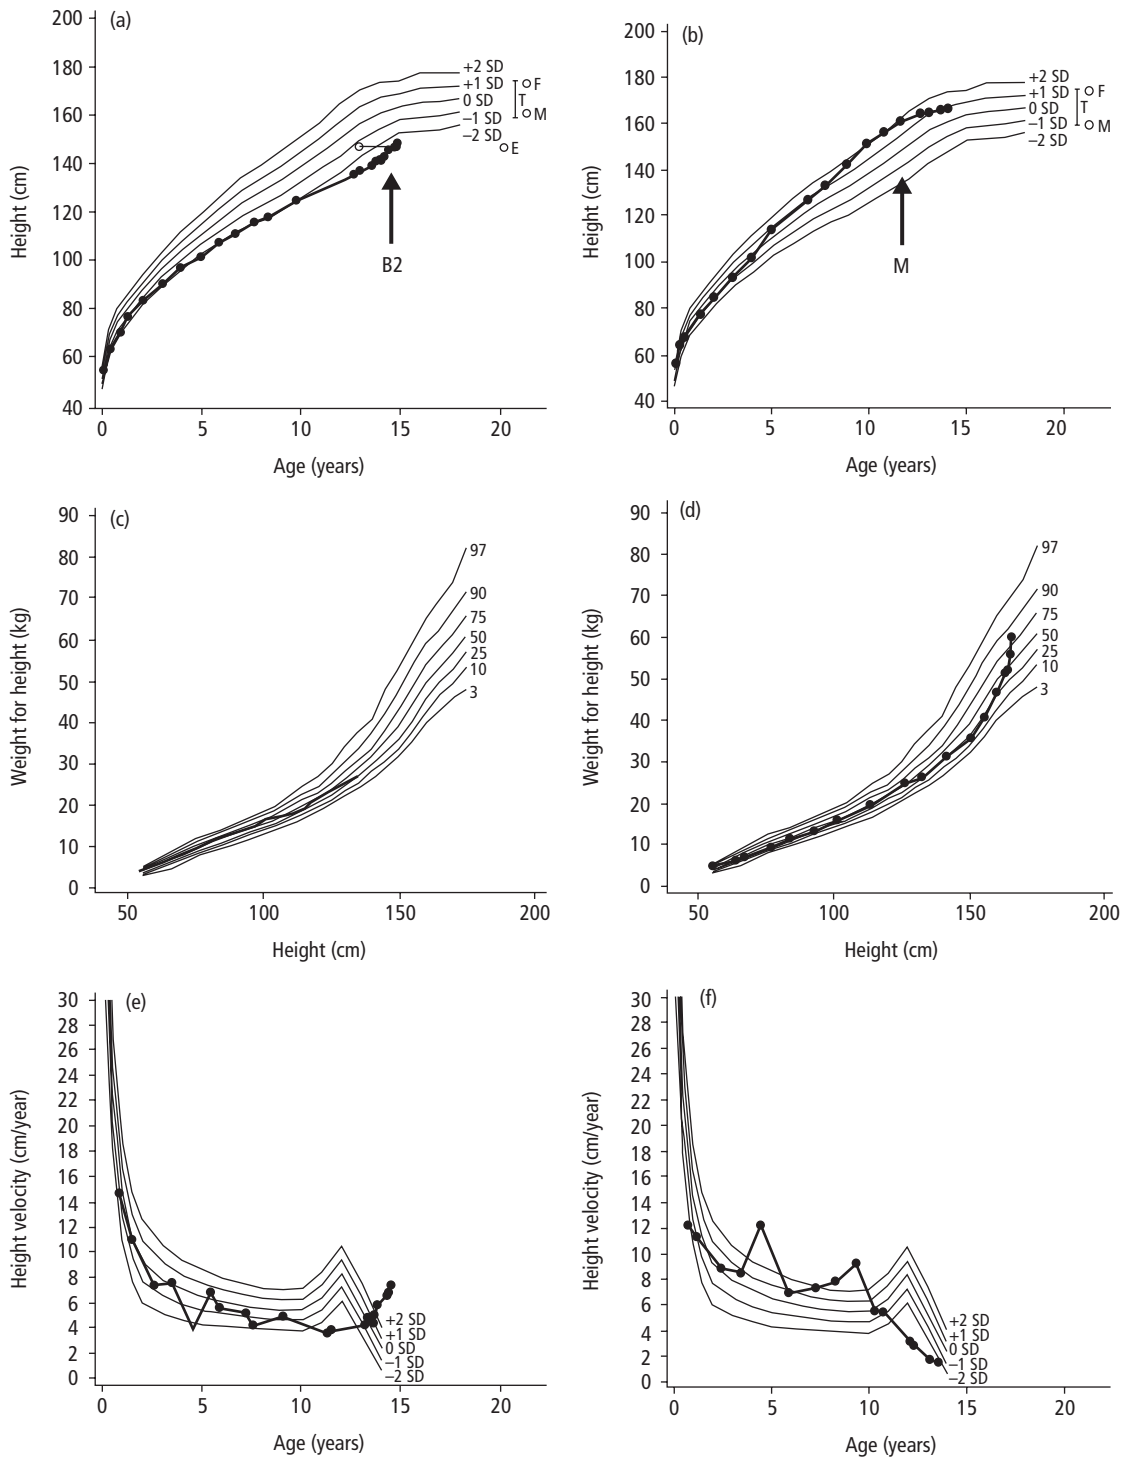 (a)
200
180
160
140
120
100
80
60
40
Height (cm)
0 5 10 15 20
Age (years)
+2 SD
+1 SD
0 SD
–1 SD
–2 SD
F
T
M
E
B2
(b)
200
180
160
140
120
100
80
60
40
Height (cm)
0 5 10 15 20
Age (years)
+2 SD
+1 SD
0 SD
–1 SD
–2 SD
F
T
M
M
(c)
90
80
70
60
50
40
30
20
10
0
Weight for height (kg)
50 100 150 200
Height (cm)
97
90
75
50
25
10
3
(d)
90
80
70
60
50
40
30
20
10
0
Weight for height (kg)
50 100 150 200
Height (cm)
97
90
75
50
25
10
3
(e)
30
28
26
24
22
20
18
16
14
12
10
8
6
4
2
0
Height velocity (cm/year)
0 5 10 15 20
Age (years)
+2 SD
+1 SD
0 SD
–1 SD
–2 SD
(f)
30
28
26
24
22
20
18
16
14
12
10
8
6
4
2
0
Height velocity (cm/year)
0 5 10 15 20
Age (years)
+2 SD
+1 SD
0 SD
–1 SD
–2 SD